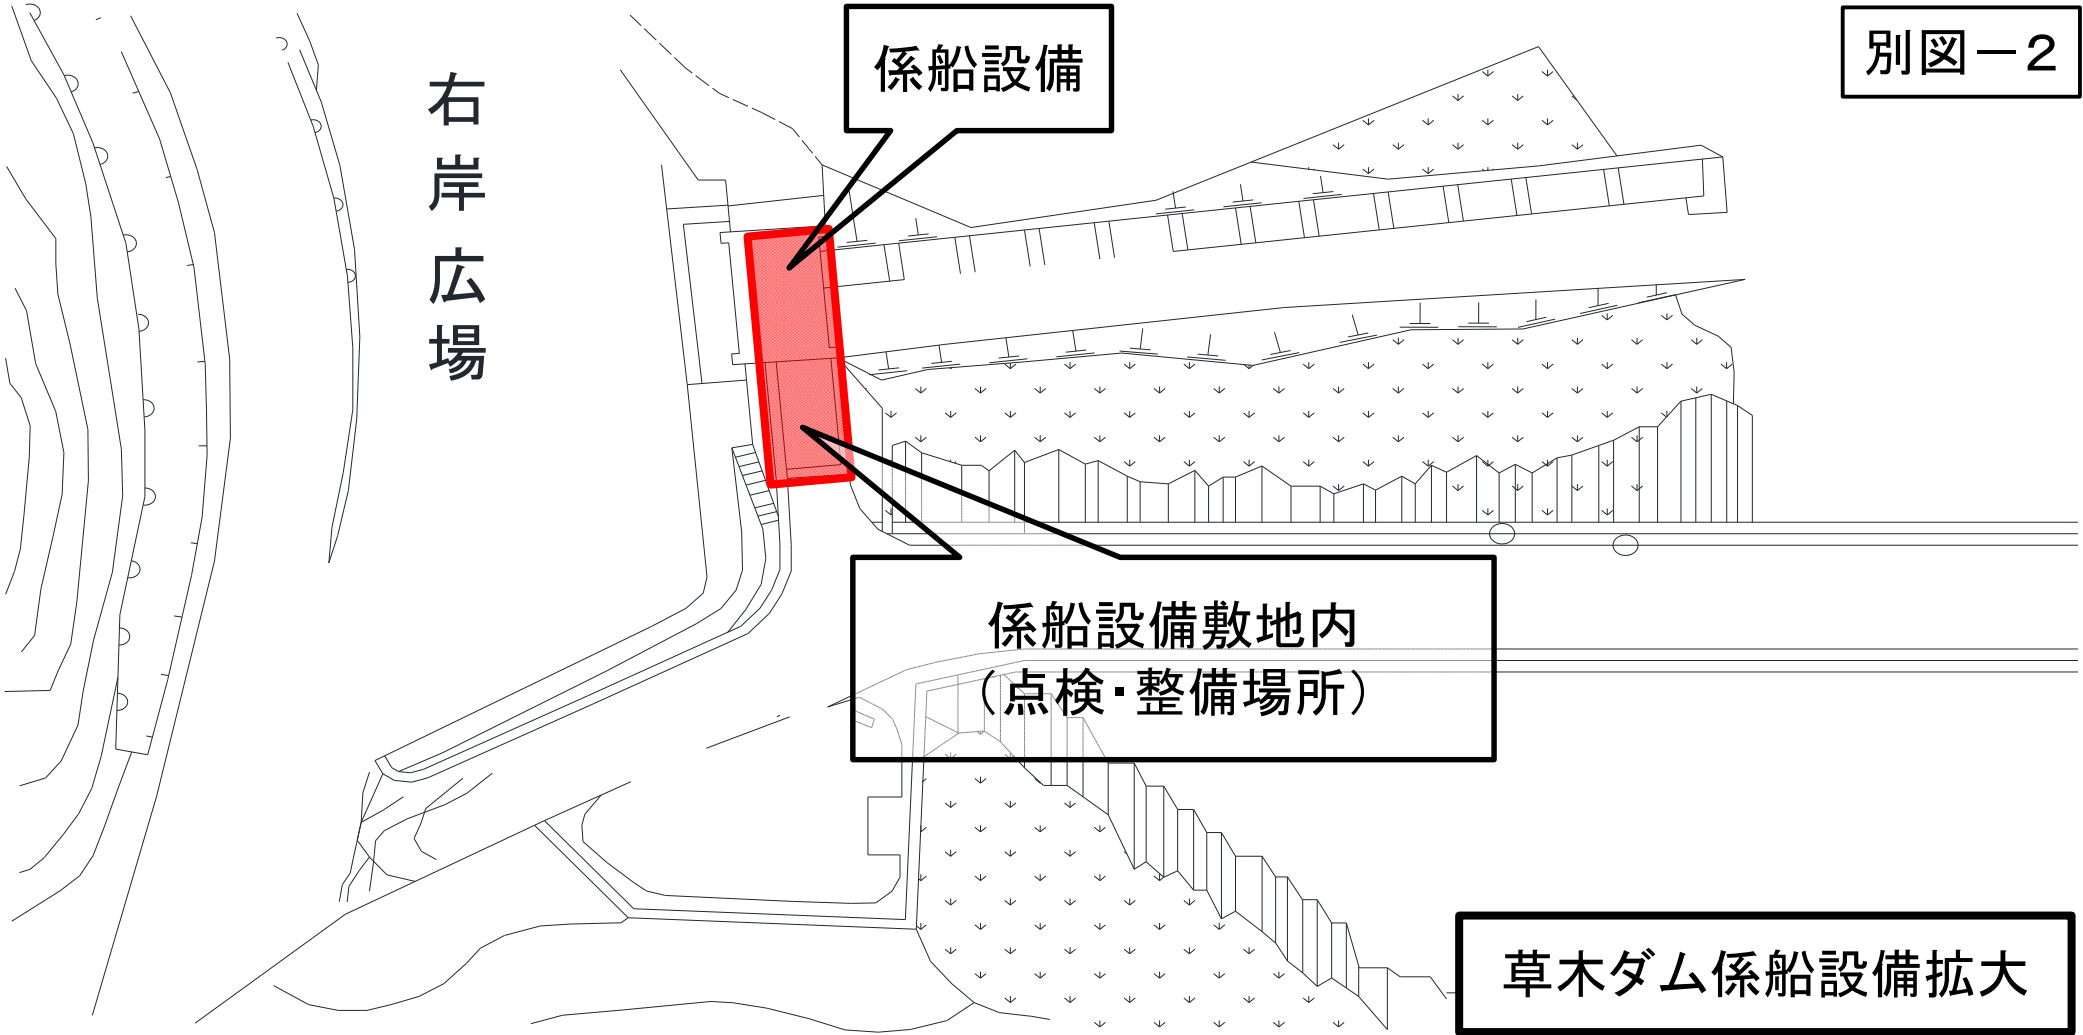 別図－2
係船設備
右岸広場
係船設備敷地内
（点検・整備場所）
草木ダム係船設備拡大